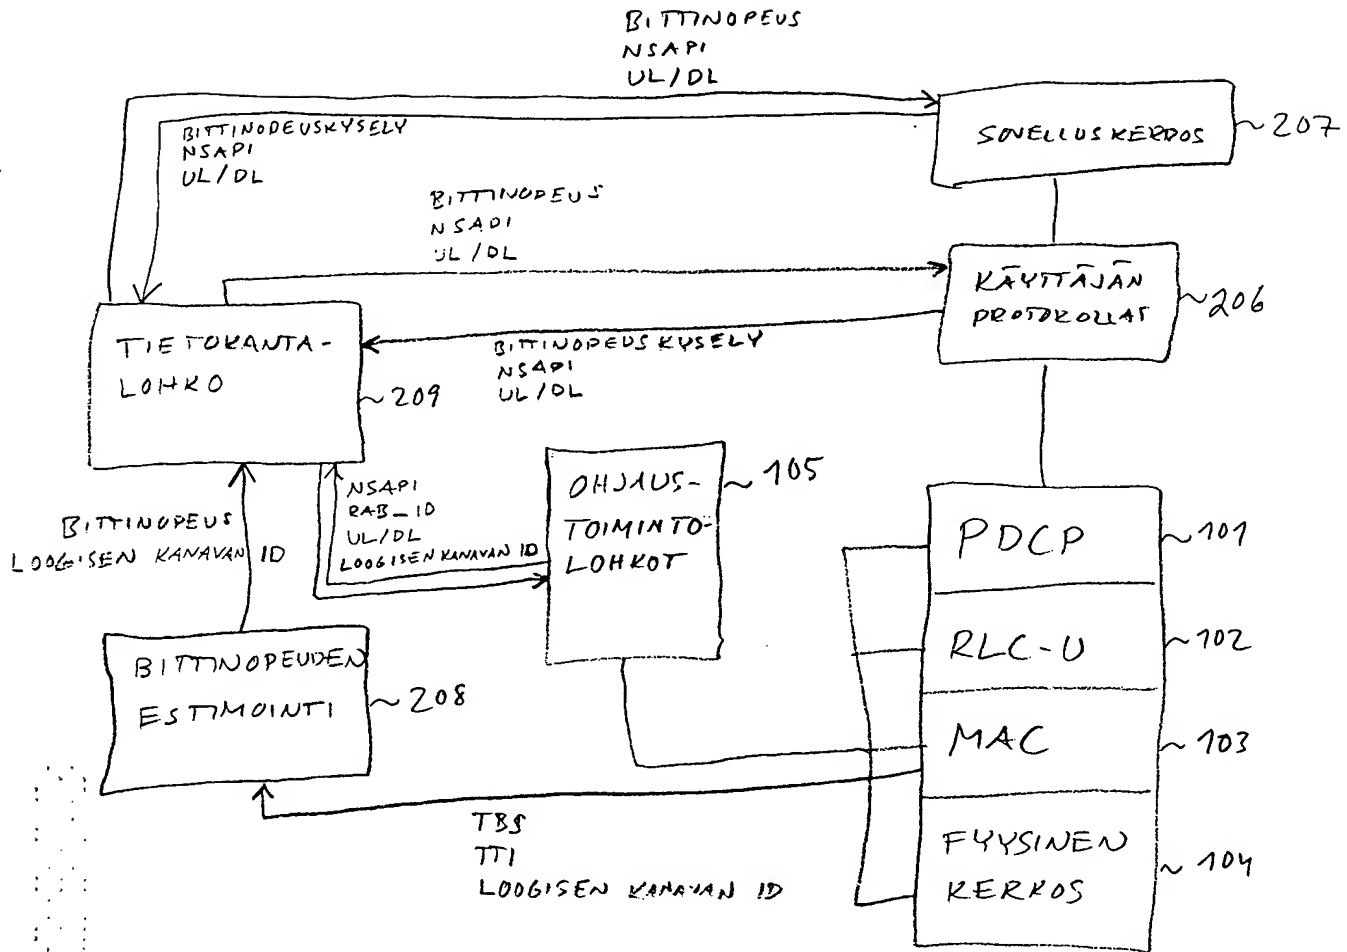 BITTINOPEUS
NSAPI
UL/DL
SOVELLUSKERROS
207
BITTINOPEUSKYSELY
NSAPI
UL/DL
BITTINOPEUS
NSAPI
UL/DL
KÄYTTÄJÄN
PROTOKOLLAT
206
TIETOKANTA-
LOHKO
209
BITTINOPEUSKYSELY
NSAPI
UL/DL
NSAPI
RAB_ID
UL/DL
LOOGISEN KANAVAN ID
BITTINOPEUS
LOOGISEN KANAVAN ID
OHJAUS-
TOIMINTO-
LOHKOT
105
PDCP
101
RLC-U
102
MAC
103
FYYSINEN
KERROS
104
BITTINOPEUDEN
ESTIMOINTI
208
TBS
TTI
LOOGISEN KANAVAN ID